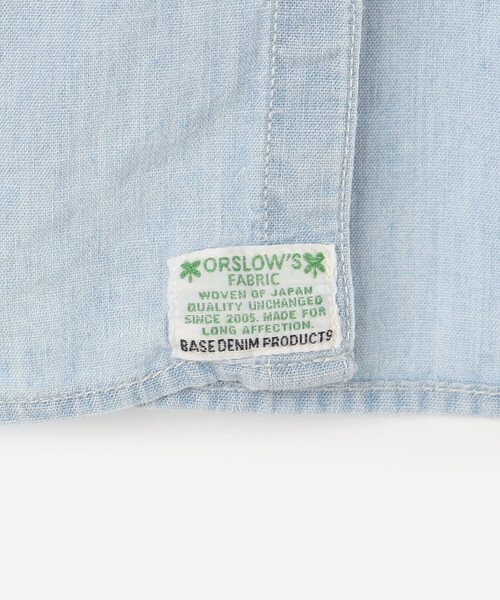 ORSLOW'S
FABRIC
WOVEN OF JAPAN
QUALITY UNCHANGED
SINCE 2005. MADE FOR
LONG AFFECTION.
BASE DENIM PRODUCTS